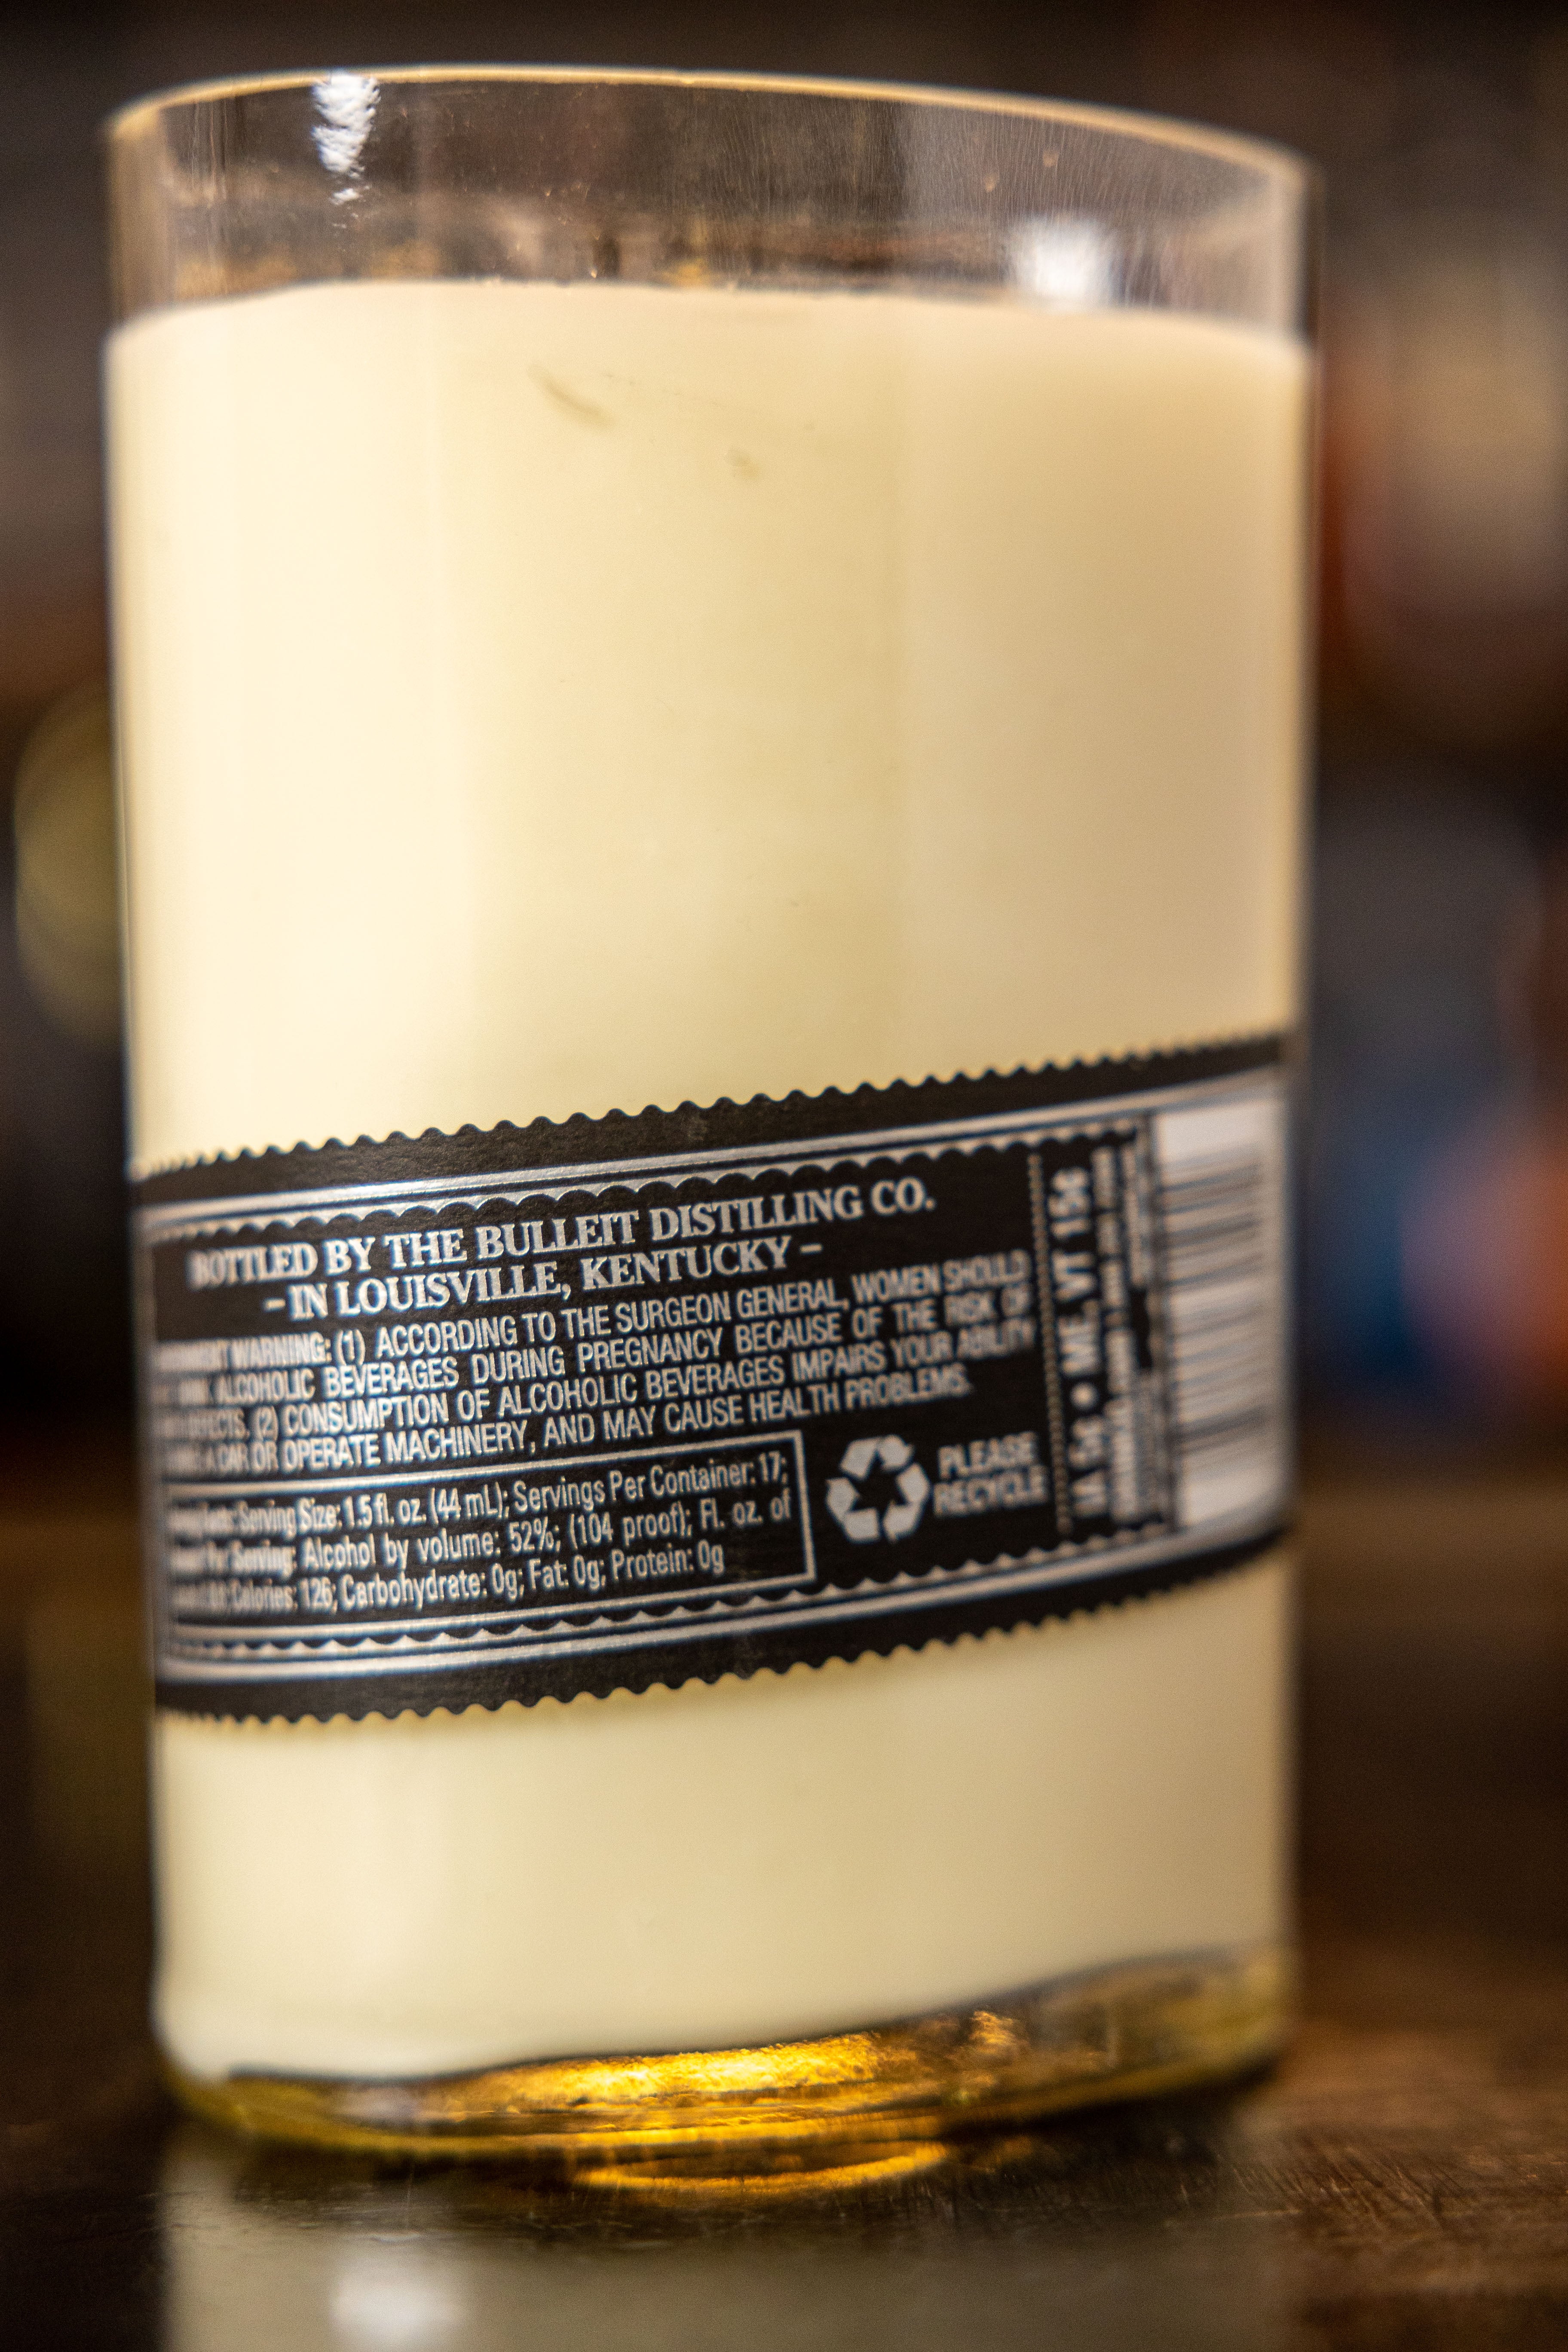 BOTTLED BY THE BULLEIT DISTILLING CO.
– IN LOUISVILLE, KENTUCKY –
WARNING: (1) ACCORDING TO THE SURGEON GENERAL, WOMEN SHOULD
ALCOHOLIC BEVERAGES DURING PREGNANCY BECAUSE OF THE RISK OF
DEFECTS. (2) CONSUMPTION OF ALCOHOLIC BEVERAGES IMPAIRS YOUR ABILITY
A CAR OR OPERATE MACHINERY, AND MAY CAUSE HEALTH PROBLEMS.
Serving Size: 1.5 fl. oz. (44 mL); Servings Per Container: 17;
Per Serving: Alcohol by volume: 52%; (104 proof); Fl. oz. of
Calories: 126; Carbohydrate: 0g; Fat: 0g; Protein: 0g
PLEASE
RECYCLE
IA 5¢ • ME, VT 15¢